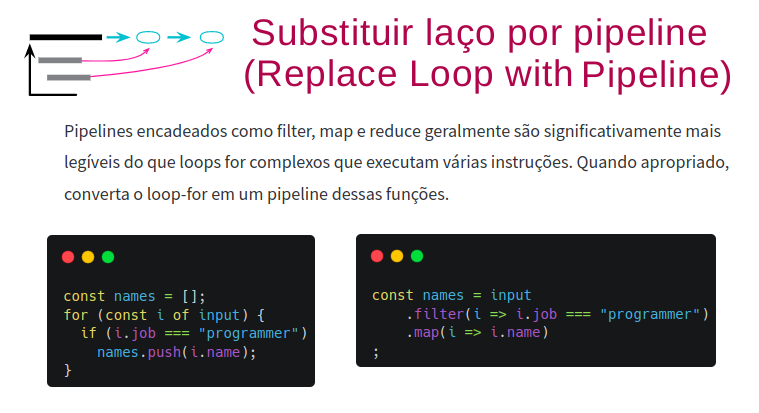 Substituir laço por pipeline
(Replace Loop with Pipeline)
Pipelines encadeados como filter, map e reduce geralmente são significativamente mais
legíveis do que loops for complexos que executam várias instruções. Quando apropriado,
converta o loop-for em um pipeline dessas funções.
const names = [];
for (const i of input) {
  if (i.job === "programmer")
    names.push(i.name);
}
const names = input
    .filter(i => i.job === "programmer")
    .map(i => i.name)
;